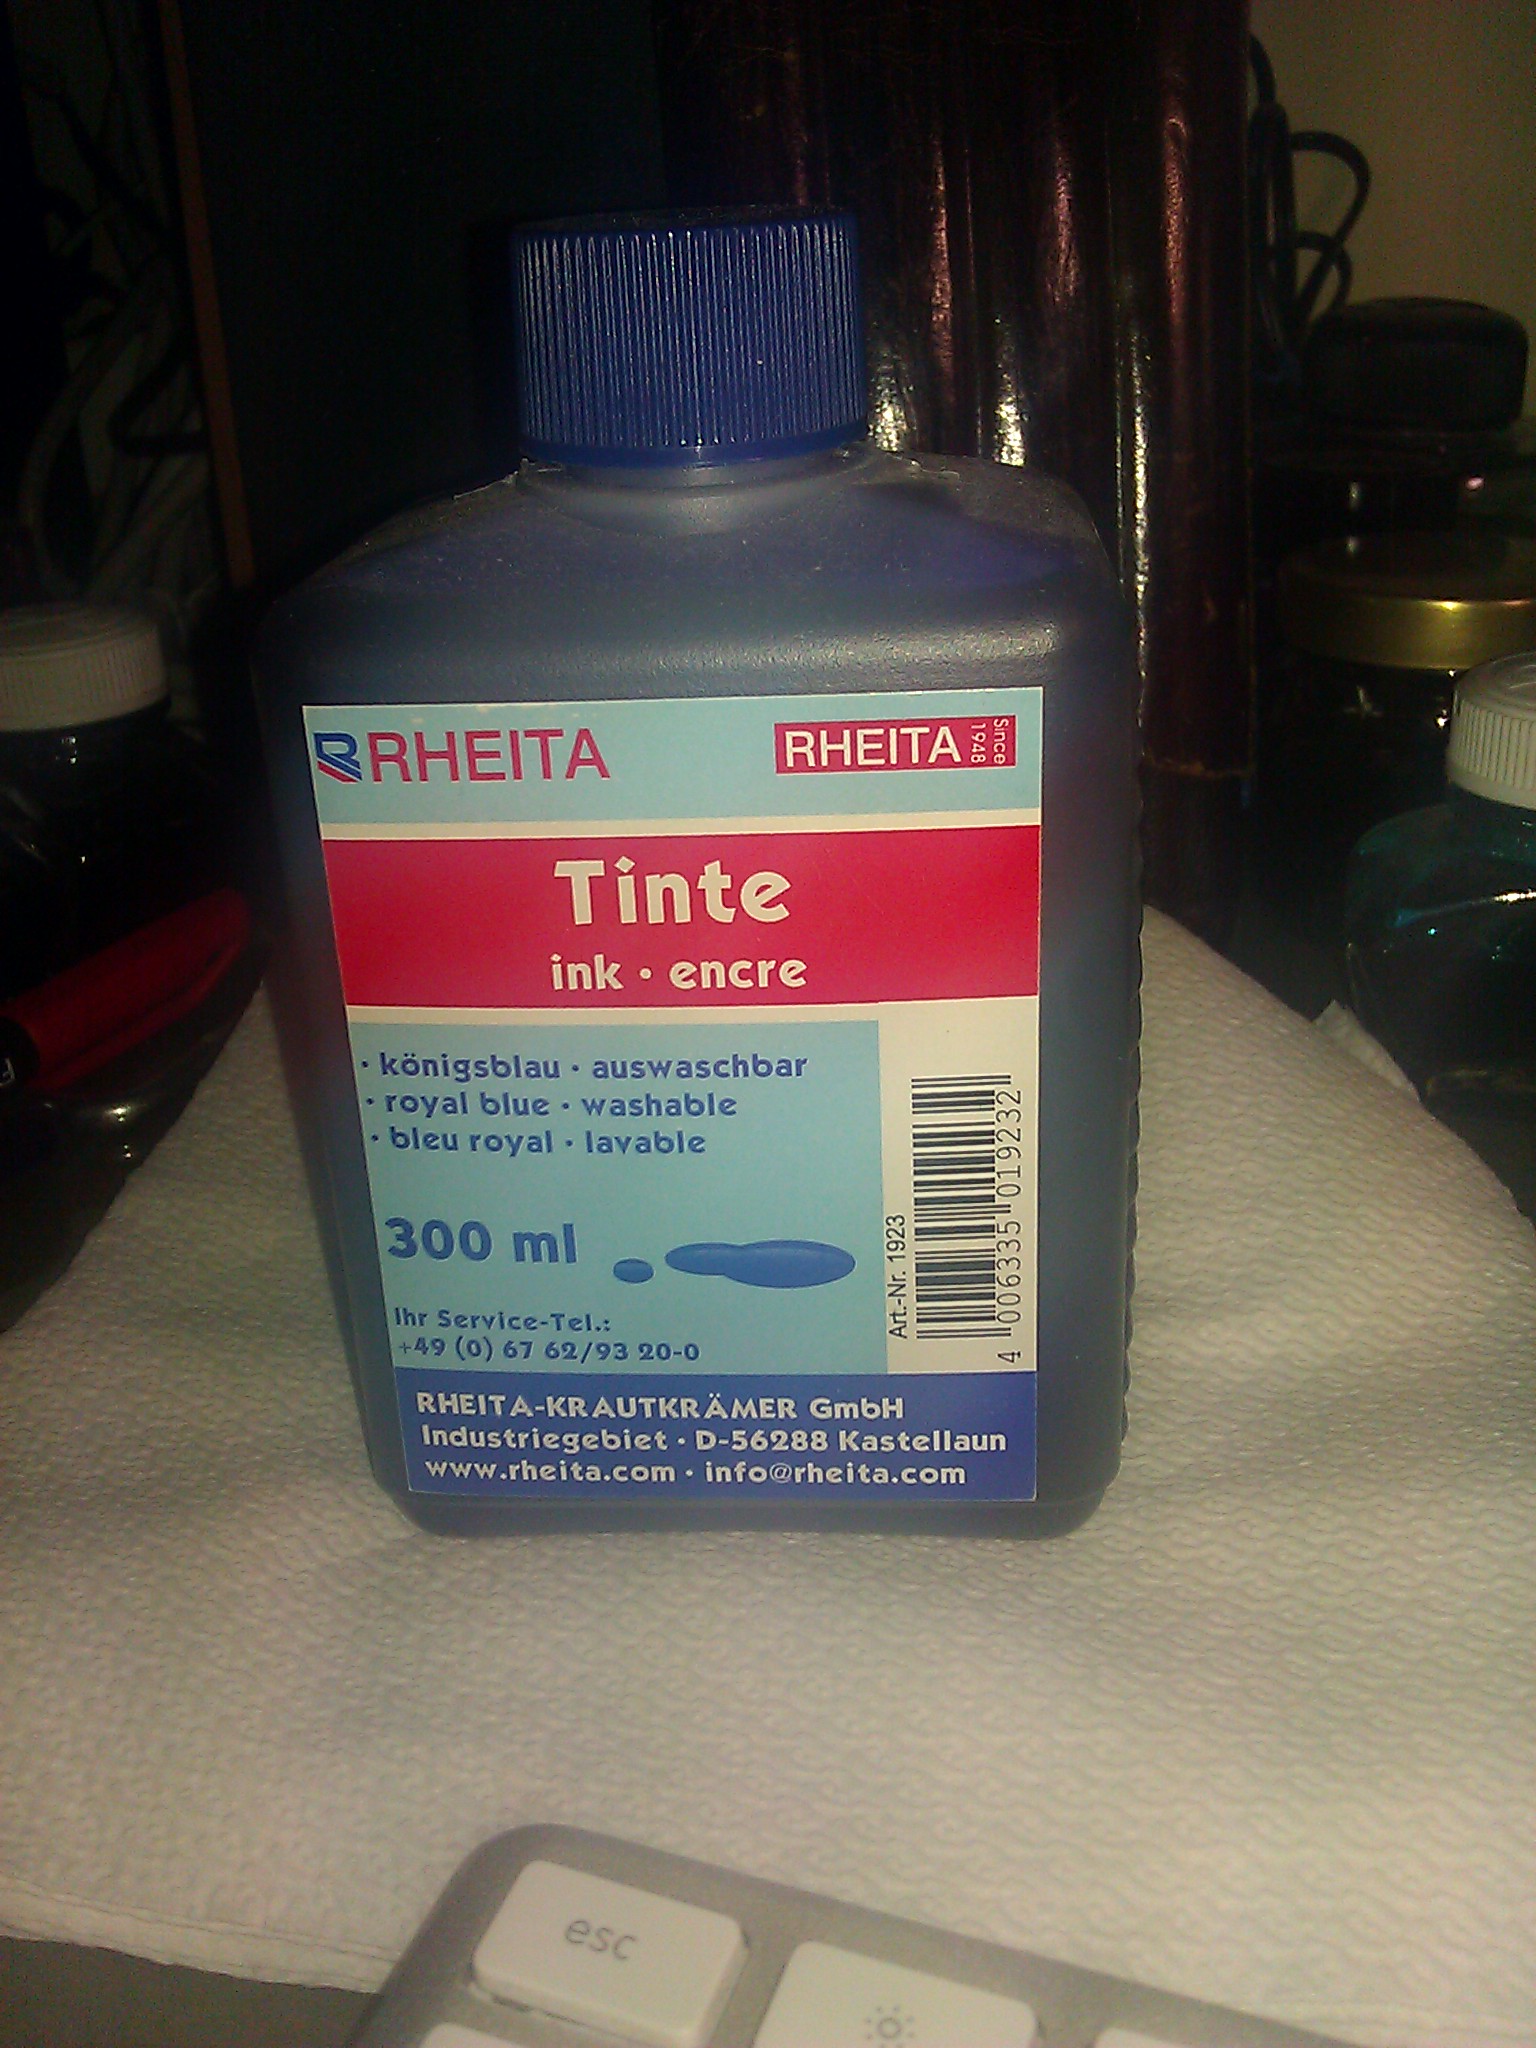 RHEITA
RHEITA Since 1948
Tinte
ink · encre
· königsblau · auswaschbar
· royal blue · washable
· bleu royal · lavable
300 ml
Ihr Service-Tel.:
+49 (0) 67 62/93 20-0
Art.-Nr. 1923
4 006335 019232
RHEITA-KRAUTKRÄMER GmbH
Industriegebiet · D-56288 Kastellaun
www.rheita.com · info@rheita.com
esc